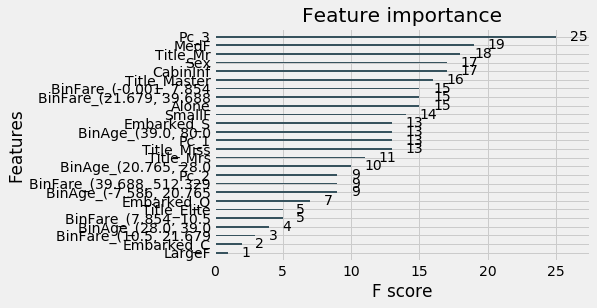 Feature importance
Features
Pc_3 25
MedF 19
Title_Mr 18
Sex 17
CabinInf 17
Title_Master 16
BinFare_(-0.001, 7.854 15
BinFare_(21.679, 39.688 15
Alone 15
SmallF 14
Embarked_S 13
BinAge_(39.0, 80.0 13
Pc_1 13
Title_Miss 13
Title_Mrs 11
BinAge_(20.765, 28.0 10
Pc_2 9
BinFare_(39.688, 512.329 9
BinAge_(-7.586, 20.765 9
Embarked_Q 7
Title_Elite 5
BinFare_(7.854, 10.5 5
BinAge_(28.0, 39.0 4
BinFare_(10.5, 21.679 3
Embarked_C 2
LargeF 1
0 5 10 15 20 25
F score